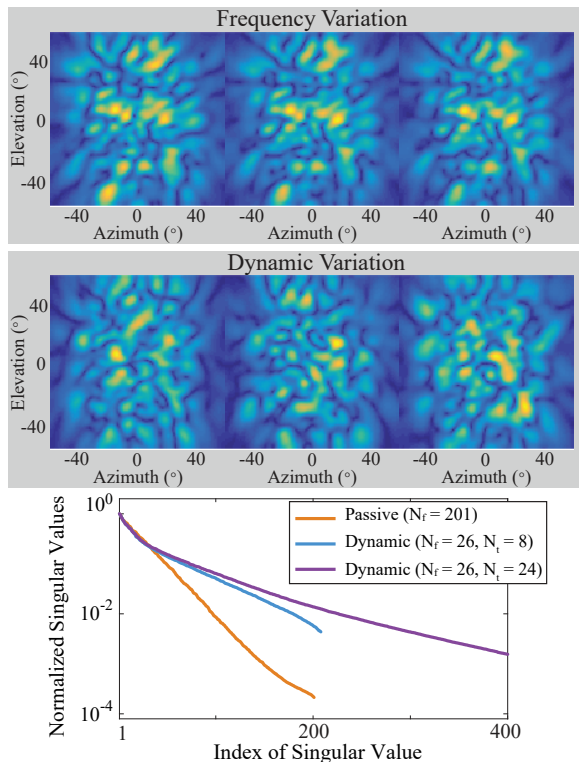 Frequency Variation
Elevation (°)
40
0
-40
-40 0 40 -40 0 40 -40 0 40
Azimuth (°) Azimuth (°) Azimuth (°)
Dynamic Variation
Elevation (°)
40
0
-40
-40 0 40 -40 0 40 -40 0 40
Azimuth (°) Azimuth (°) Azimuth (°)
Normalized Singular Values
10⁰
10⁻²
10⁻⁴
Passive (N_f = 201)
Dynamic (N_f = 26, N_t = 8)
Dynamic (N_f = 26, N_t = 24)
1 200 400
Index of Singular Value